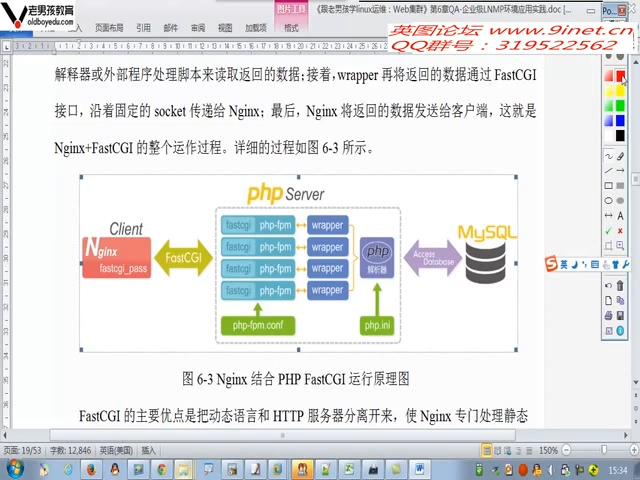 老男孩教育
oldboyedu.com
图片工具
《跟老男孩学linux运维：Web集群》第6章QA-企业级LNMP环境应用实践.doc [
开始
页面布局
引用
邮件
审阅
视图
加载项
格式
英图论坛 www.9inet.cn
QQ群号：319522562
解释器或外部程序处理脚本来读取返回的数据；接着，wrapper 再将返回的数据通过 FastCGI
接口，沿着固定的 socket 传递给 Nginx；最后，Nginx 将返回的数据发送给客户端，这就是
Nginx+FastCGI 的整个运作过程。详细的过程如图 6-3 所示。
php Server
Client
Nginx
fastcgi_pass
FastCGI
fastcgi php-fpm wrapper
fastcgi php-fpm wrapper
fastcgi php-fpm wrapper
fastcgi php-fpm wrapper
php
解析器
Access
Database
MySQL
php-fpm.conf
php.ini
图 6-3 Nginx 结合 PHP FastCGI 运行原理图
FastCGI 的主要优点是把动态语言和 HTTP 服务器分离开来，使 Nginx 专门处理静态
页面: 19/53
字数: 12,846
英语(美国)
插入
150%
15:34